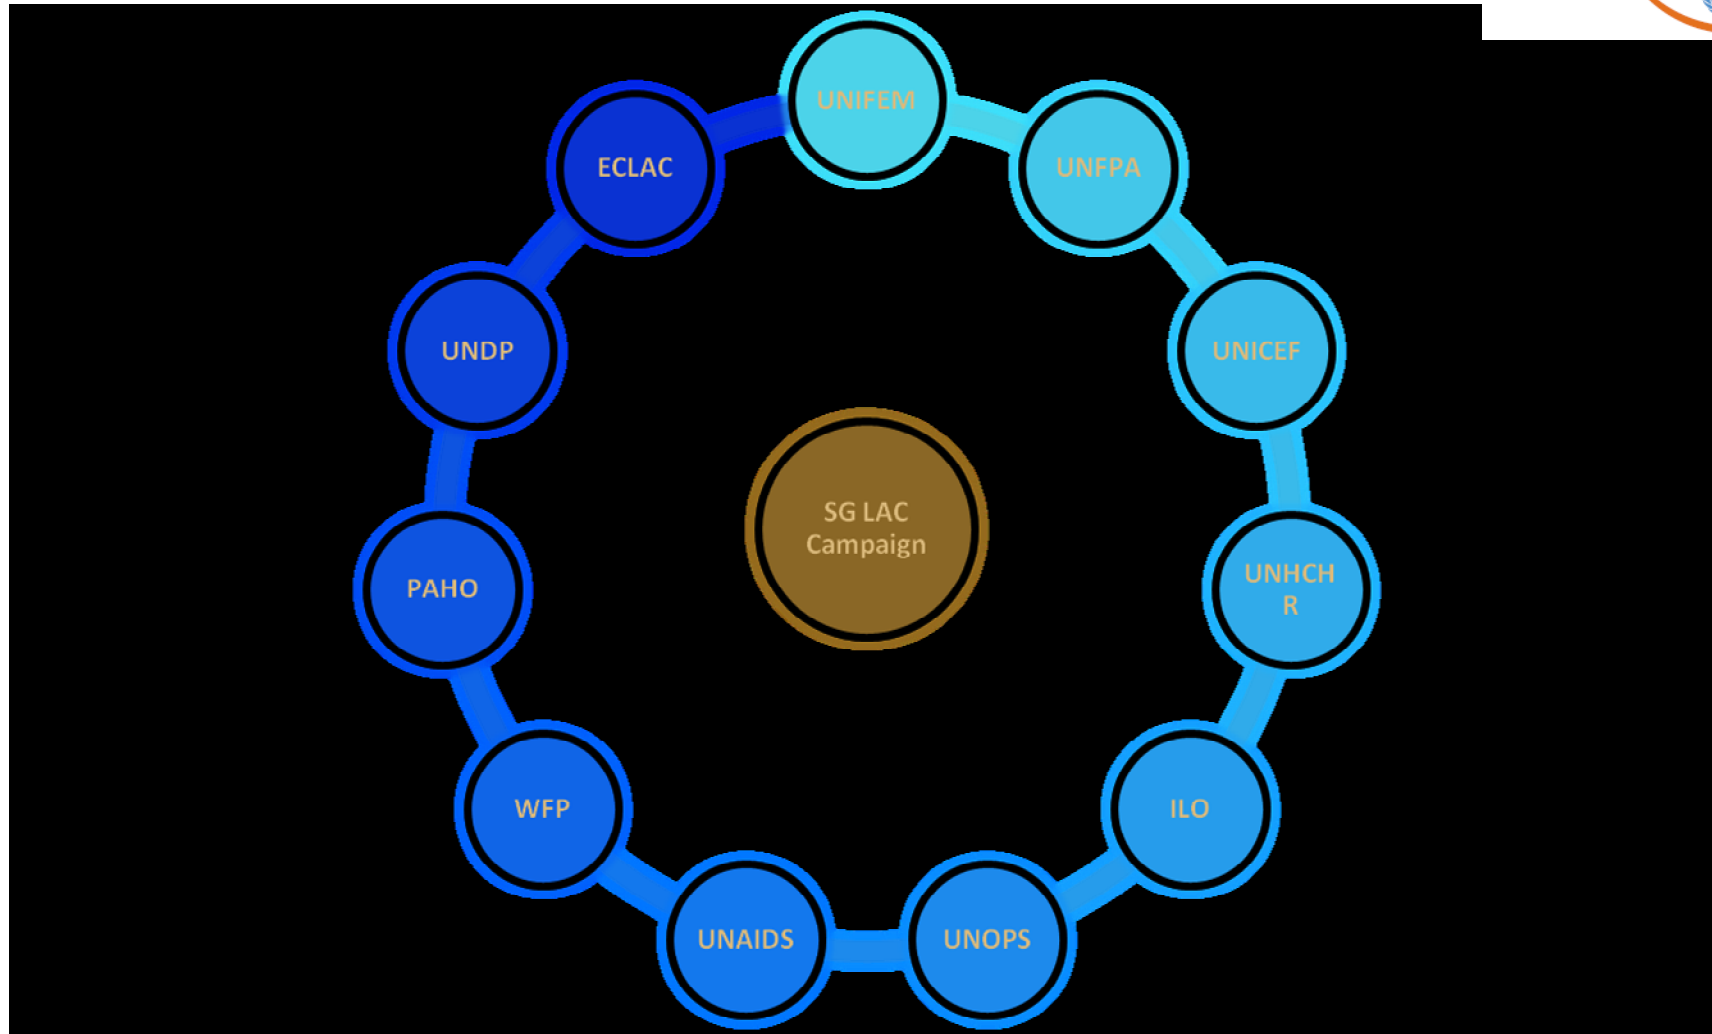 UNIFEM
UNFPA
UNICEF
UNHCH
R
ILO
UNOPS
UNAIDS
WFP
PAHO
UNDP
ECLAC
SG LAC
Campaign